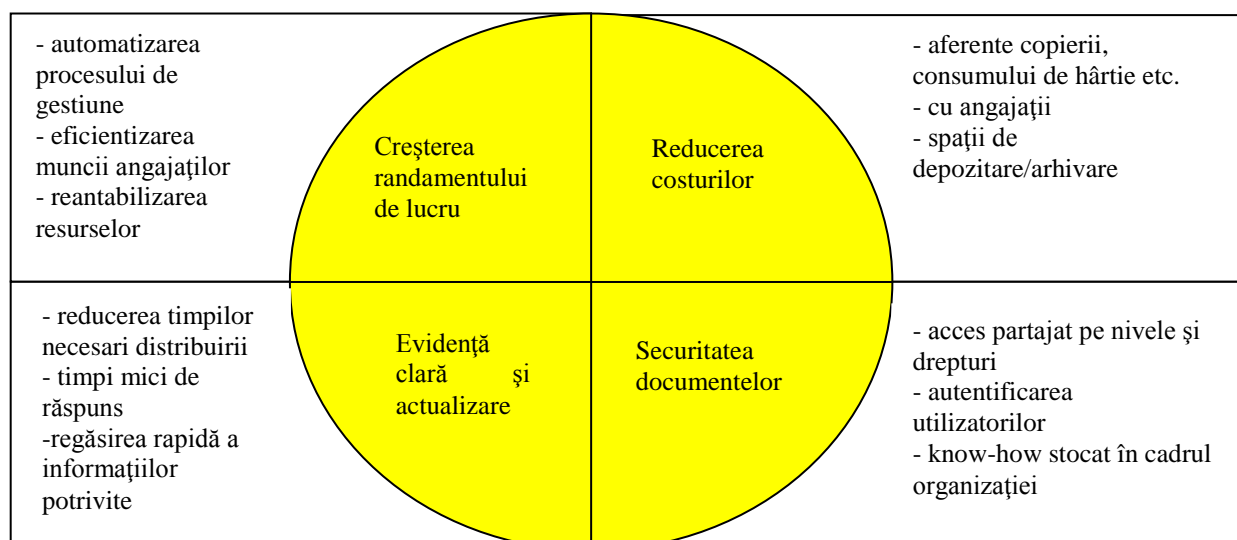 - automatizarea
procesului de
gestiune
- eficientizarea
muncii angajaţilor
- reantabilizarea
resurselor
Creşterea
randamentului
de lucru
Reducerea
costurilor
- aferente copierii,
consumului de hârtie etc.
- cu angajaţii
- spaţii de
depozitare/arhivare
- reducerea timpilor
necesari distribuirii
- timpi mici de
răspuns
-regăsirea rapidă a
informaţiilor
potrivite
Evidenţă
clară şi
actualizare
Securitatea
documentelor
- acces partajat pe nivele şi
drepturi
- autentificarea
utilizatorilor
- know-how stocat în cadrul
organizaţiei